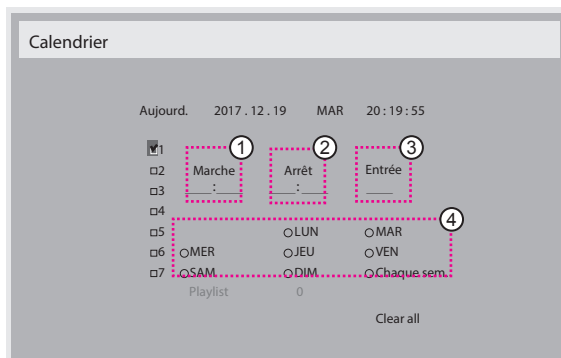 Calendrier
Aujourd. 2017 . 12 . 19 MAR 20 : 19 : 55
1 1 2 3
2 Marche Arrêt Entrée
3 ___:___ ___:___ ____
4 4
5 LUN MAR
6 MER JEU VEN
7 SAM DIM Chaque sem.
Playlist 0
Clear all